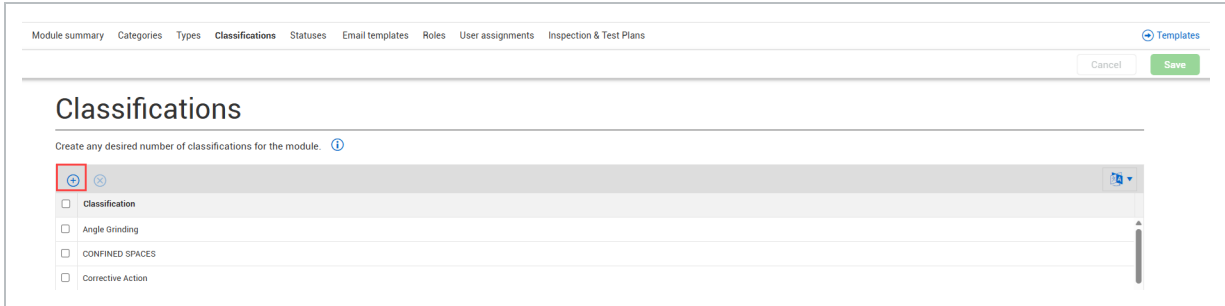 Module summary Categories Types Classifications Statuses Email templates Roles User assignments Inspection & Test Plans Templates
Cancel Save
Classifications
Create any desired number of classifications for the module.
Classification
Angle Grinding
CONFINED SPACES
Corrective Action